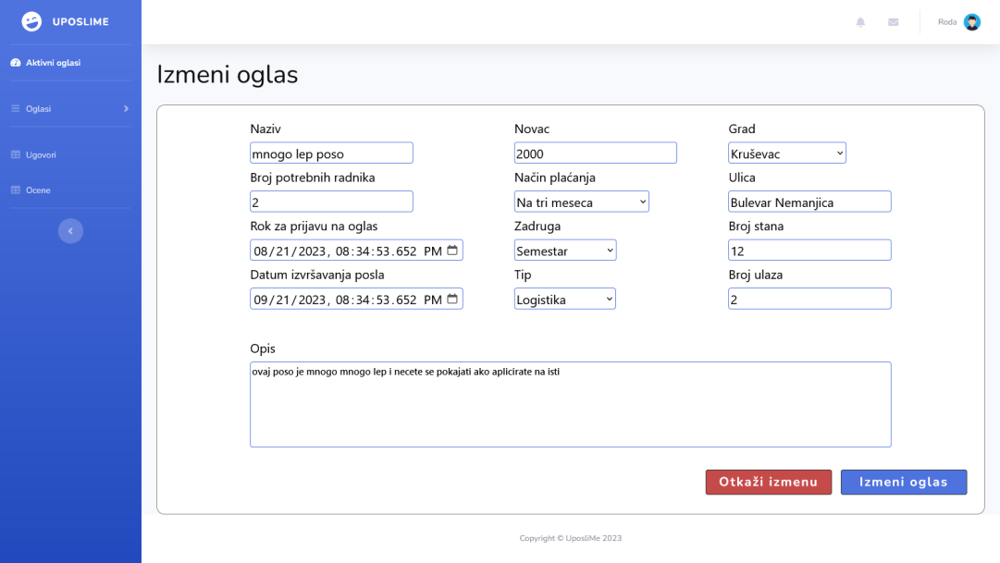 UPOSLIME
Roda
Aktivni oglasi
Oglasi
Ugovori
Ocene
Izmeni oglas
Naziv
mnogo lep poso
Broj potrebnih radnika
2
Rok za prijavu na oglas
08/21/2023, 08:34:53.652 PM
Datum izvršavanja posla
09/21/2023, 08:34:53.652 PM
Novac
2000
Način plaćanja
Na tri meseca
Zadruga
Semestar
Tip
Logistika
Grad
Kruševac
Ulica
Bulevar Nemanjica
Broj stana
12
Broj ulaza
2
Opis
ovaj poso je mnogo mnogo lep i necete se pokajati ako aplicirate na isti
Otkaži izmenu
Izmeni oglas
Copyright © UposliMe 2023